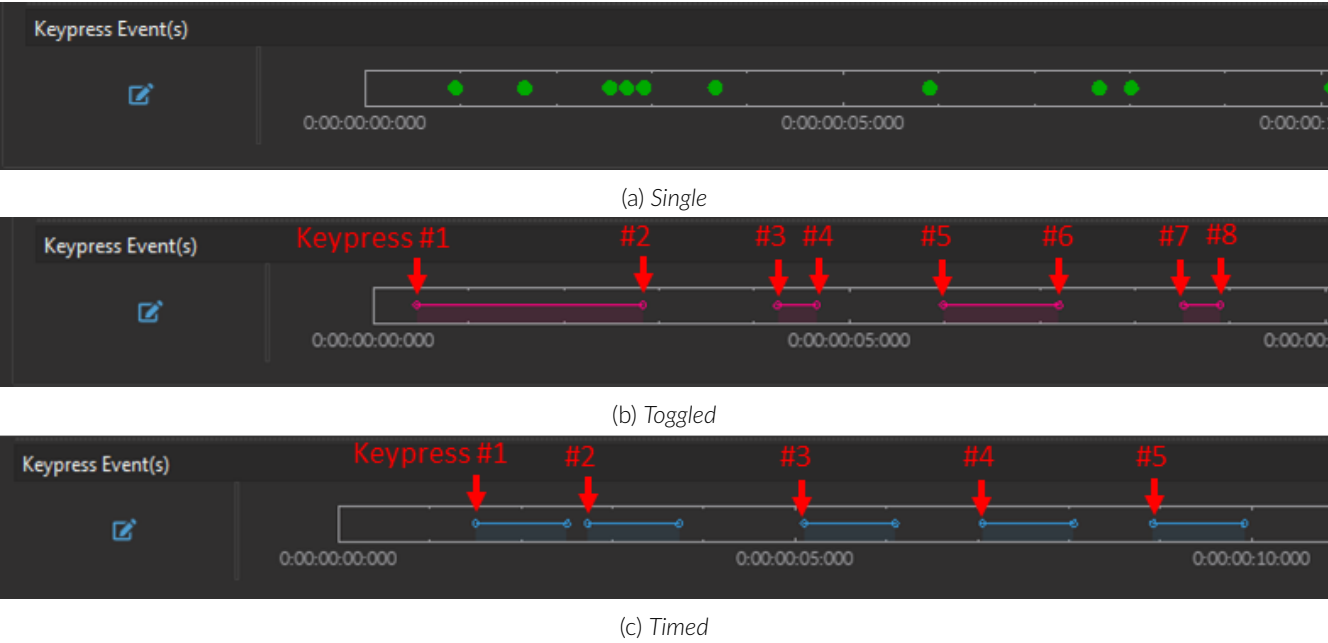 Keypress Event(s)
0:00:00:00:000 0:00:00:05:000 0:00:00:
(a) Single
Keypress Event(s) Keypress #1 #2 #3 #4 #5 #6 #7 #8
0:00:00:00:000 0:00:00:05:000 0:00:00:
(b) Toggled
Keypress Event(s) Keypress #1 #2 #3 #4 #5
0:00:00:00:000 0:00:00:05:000 0:00:00:10:000
(c) Timed